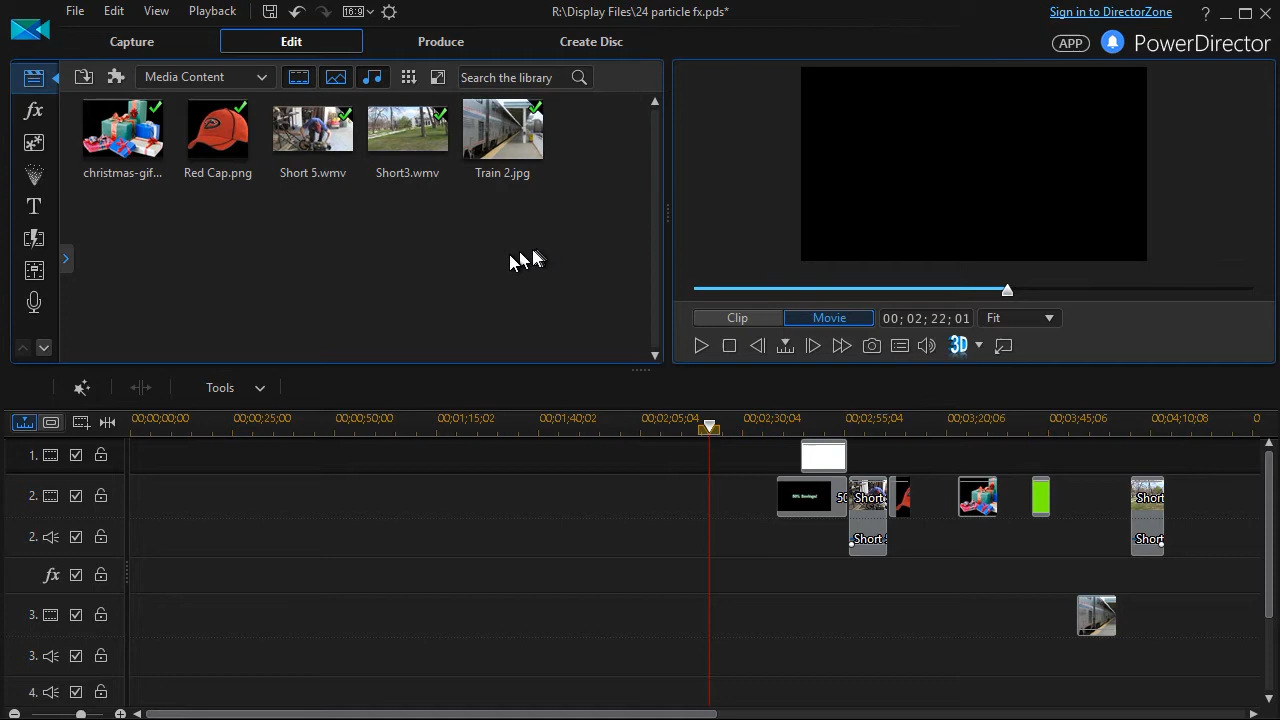 File Edit View Playback 16:9 R:\Display Files\24 particle fx.pds* Sign in to DirectorZone ?
Capture Edit Produce Create Disc APP PowerDirector
Media Content Search the library
fx
T
christmas-gif... Red Cap.png Short 5.wmv Short3.wmv Train 2.jpg
Clip Movie 00; 02; 22; 01 Fit
3D
Tools
00;00;00;00 00;00;25;00 00;00;50;00 00;01;15;02 00;01;40;02 00;02;05;04 00;02;30;04 00;02;55;04 00;03;20;06 00;03;45;06 00;04;10;08 0
1.
2. 50 Short Short
2. Short Short
fx
3.
3.
4.